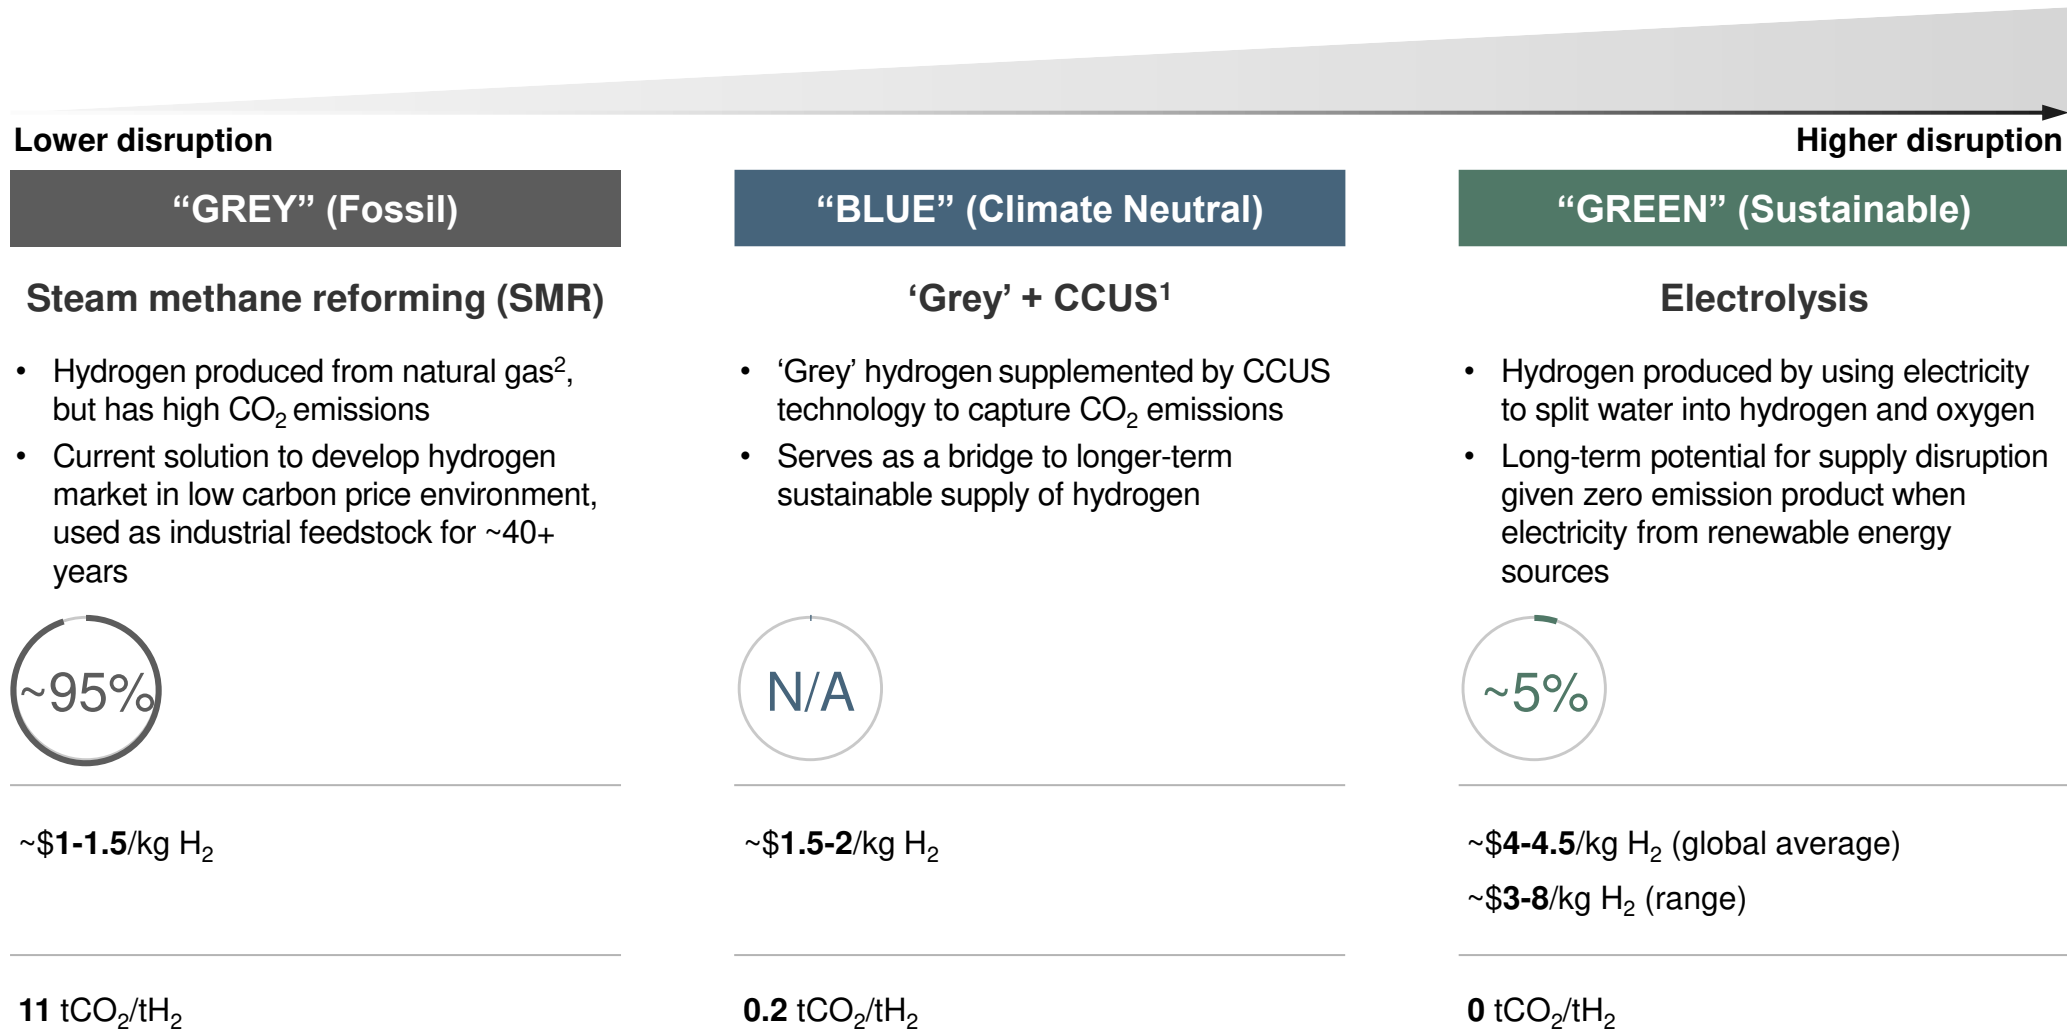 Lower disruption
Higher disruption
“GREY” (Fossil)
Steam methane reforming (SMR)
• Hydrogen produced from natural gas²,
but has high CO₂ emissions
• Current solution to develop hydrogen
market in low carbon price environment,
used as industrial feedstock for ~40+
years
~95%
~$1-1.5/kg H₂
11 tCO₂/tH₂
“BLUE” (Climate Neutral)
‘Grey’ + CCUS¹
• ‘Grey’ hydrogen supplemented by CCUS
technology to capture CO₂ emissions
• Serves as a bridge to longer-term
sustainable supply of hydrogen
N/A
~$1.5-2/kg H₂
0.2 tCO₂/tH₂
“GREEN” (Sustainable)
Electrolysis
• Hydrogen produced by using electricity
to split water into hydrogen and oxygen
• Long-term potential for supply disruption
given zero emission product when
electricity from renewable energy
sources
~5%
~$4-4.5/kg H₂ (global average)
~$3-8/kg H₂ (range)
0 tCO₂/tH₂